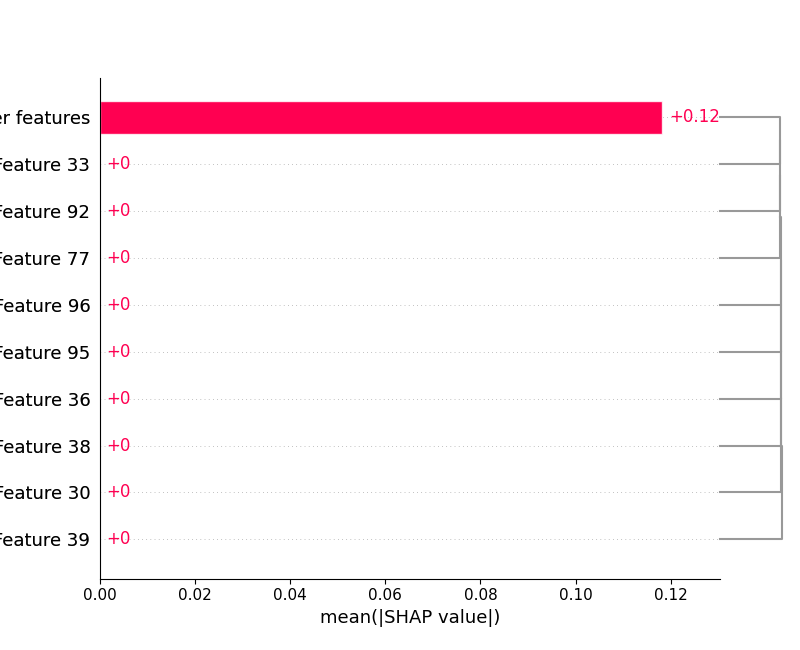 er features +0.12
Feature 33 +0
Feature 92 +0
Feature 77 +0
Feature 96 +0
Feature 95 +0
Feature 36 +0
Feature 38 +0
Feature 30 +0
Feature 39 +0
0.00 0.02 0.04 0.06 0.08 0.10 0.12
mean(|SHAP value|)